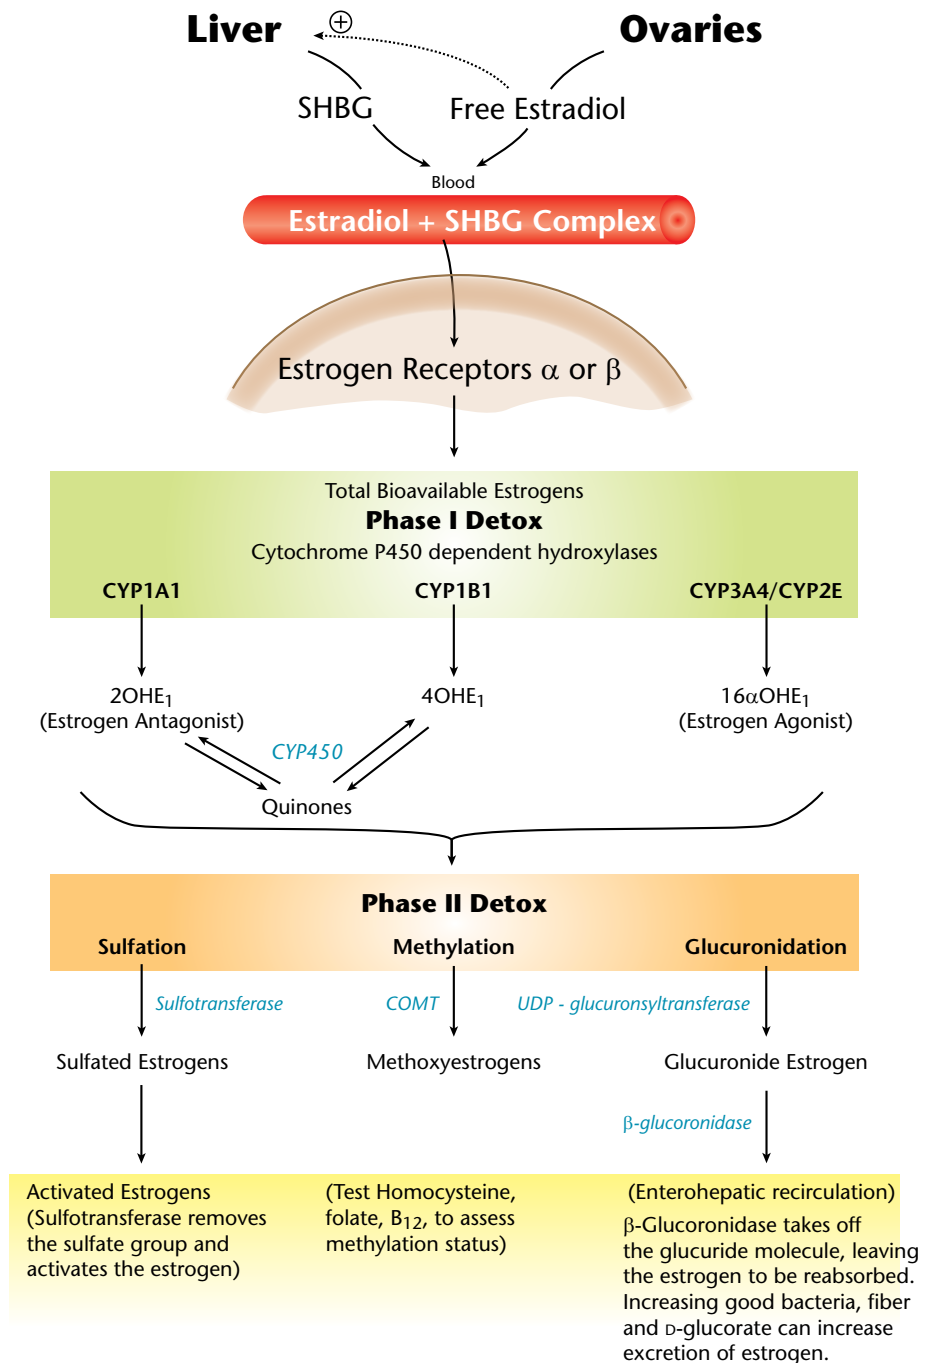 Liver
⊕
Ovaries
SHBG
Free Estradiol
Blood
Estradiol + SHBG Complex
Estrogen Receptors α or β
Total Bioavailable Estrogens
Phase I Detox
Cytochrome P450 dependent hydroxylases
CYP1A1
CYP1B1
CYP3A4/CYP2E
2OHE₁
(Estrogen Antagonist)
4OHE₁
16αOHE₁
(Estrogen Agonist)
CYP450
Quinones
Phase II Detox
Sulfation
Methylation
Glucuronidation
Sulfotransferase
COMT
UDP - glucuronsyltransferase
Sulfated Estrogens
Methoxyestrogens
Glucuronide Estrogen
β-glucoronidase
Activated Estrogens
(Sulfotransferase removes
the sulfate group and
activates the estrogen)
(Test Homocysteine,
folate, B₁₂, to assess
methylation status)
(Enterohepatic recirculation)
β-Glucoronidase takes off
the glucuride molecule, leaving
the estrogen to be reabsorbed.
Increasing good bacteria, fiber
and D-glucorate can increase
excretion of estrogen.